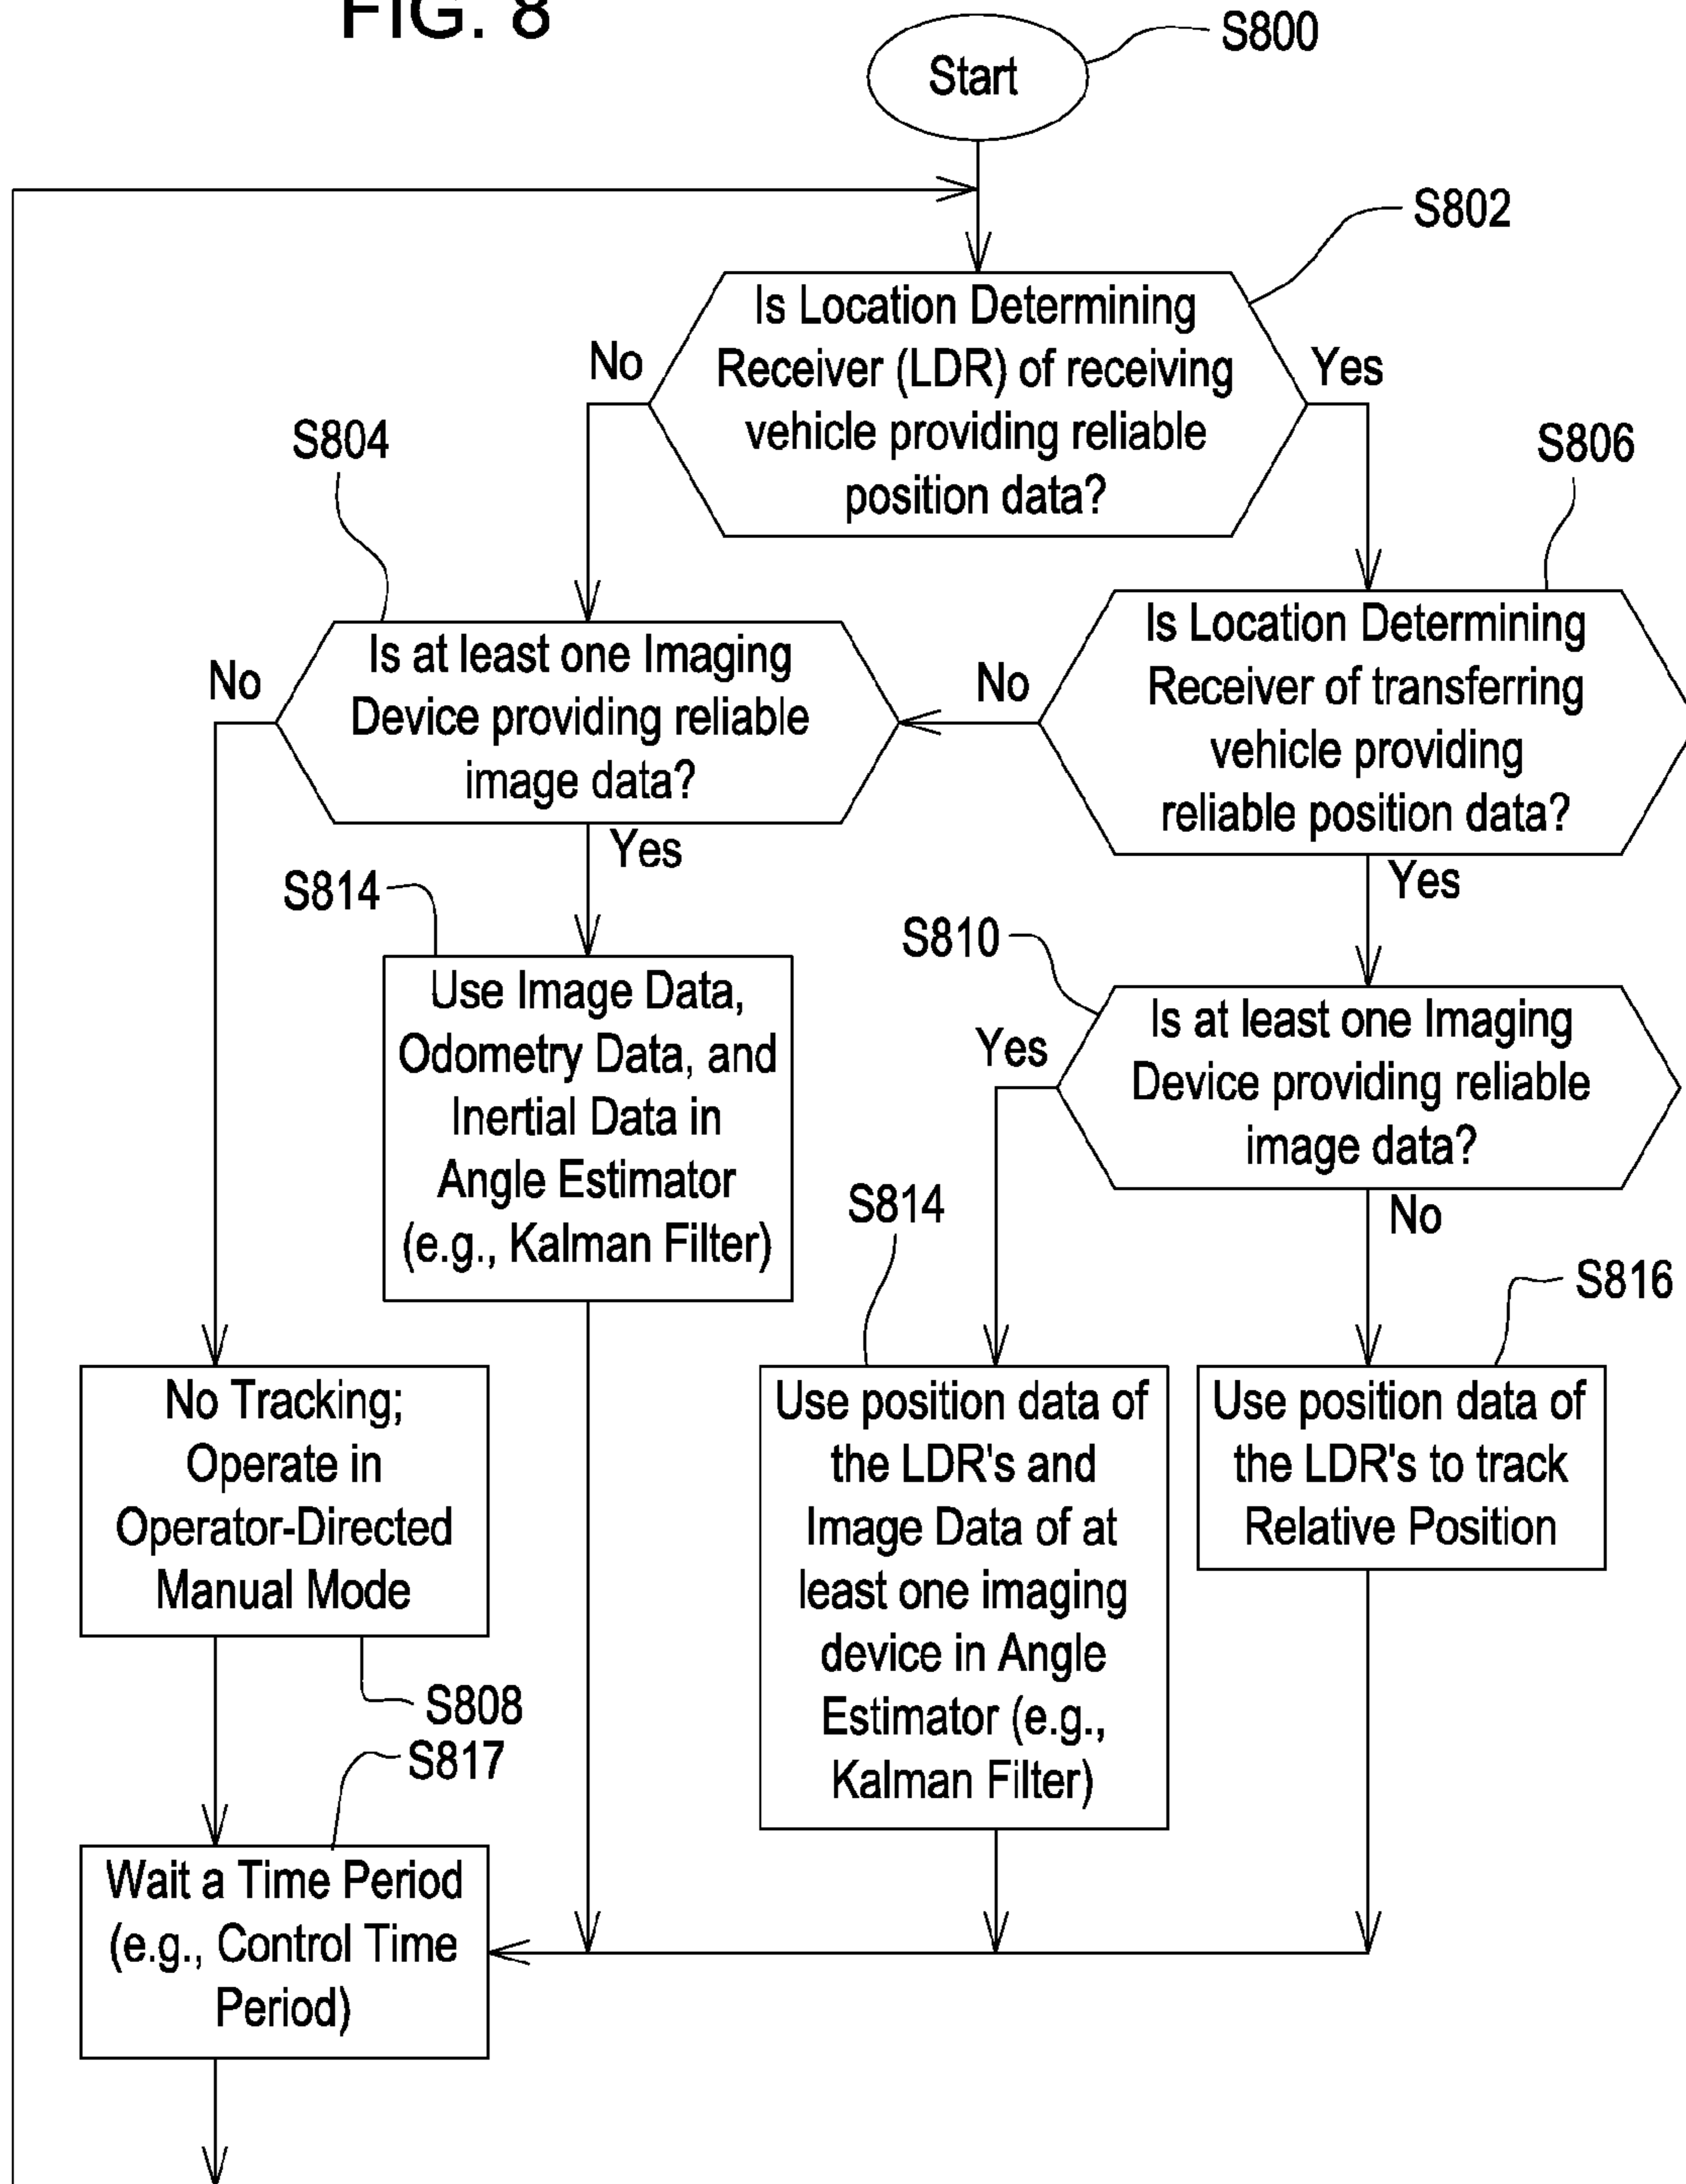 FIG. 8
S800
Start
S802
Is Location Determining
Receiver (LDR) of receiving
vehicle providing reliable
position data?
No
Yes
S804
S806
Is at least one Imaging
Device providing reliable
image data?
No
Yes
Is Location Determining
Receiver of transferring
vehicle providing
reliable position data?
No
Yes
S814
Use Image Data,
Odometry Data, and
Inertial Data in
Angle Estimator
(e.g., Kalman Filter)
S810
Is at least one Imaging
Device providing reliable
image data?
Yes
No
S814
S816
No Tracking;
Operate in
Operator-Directed
Manual Mode
S808
Use position data of
the LDR's and
Image Data of at
least one imaging
device in Angle
Estimator (e.g.,
Kalman Filter)
Use position data of
the LDR's to track
Relative Position
S817
Wait a Time Period
(e.g., Control Time
Period)